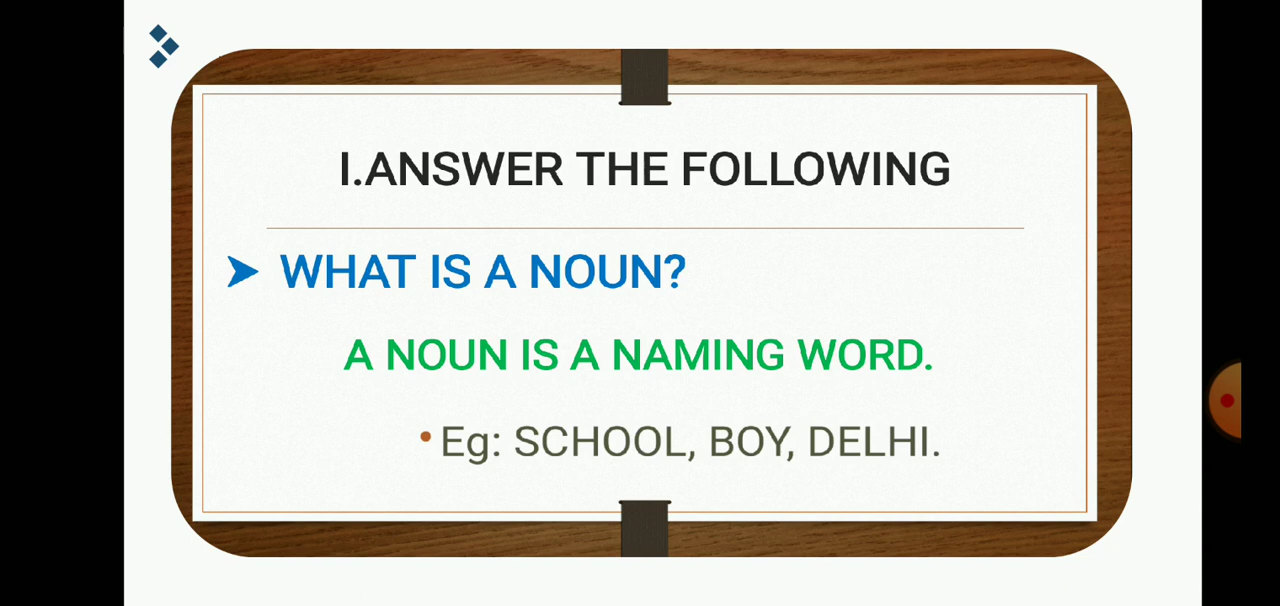 I.ANSWER THE FOLLOWING
➤ WHAT IS A NOUN?
A NOUN IS A NAMING WORD.
•Eg: SCHOOL, BOY, DELHI.